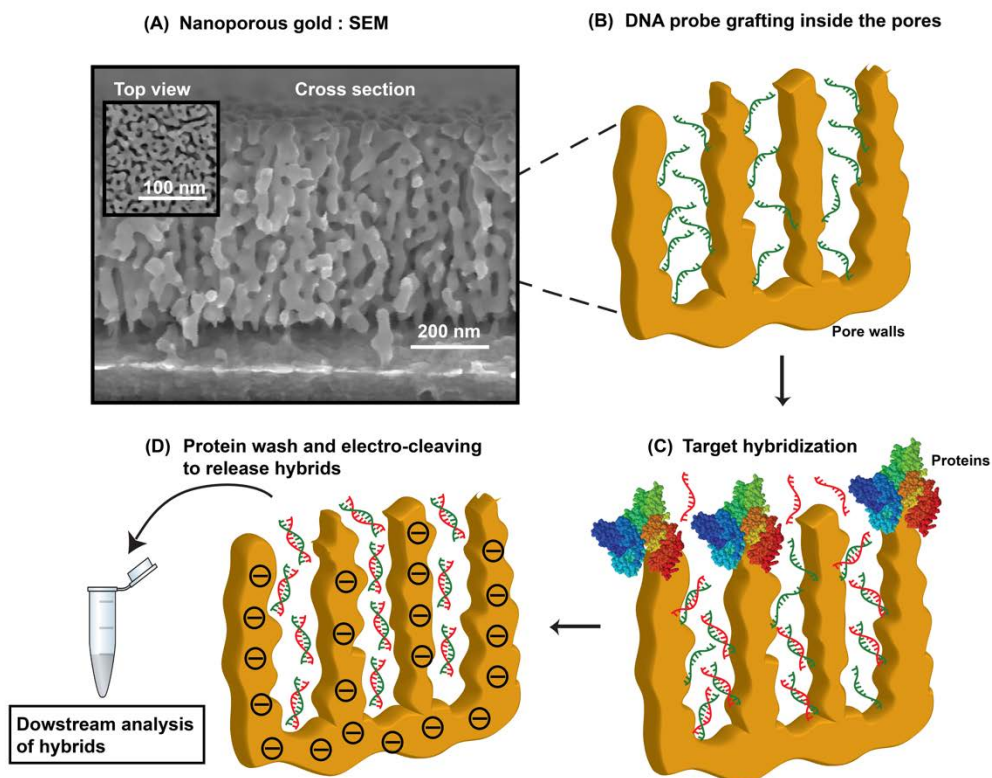 (A) Nanoporous gold : SEM
Top view
Cross section
100 nm
200 nm
(B) DNA probe grafting inside the pores
Pore walls
(C) Target hybridization
Proteins
(D) Protein wash and electro-cleaving
to release hybrids
Dowstream analysis
of hybrids